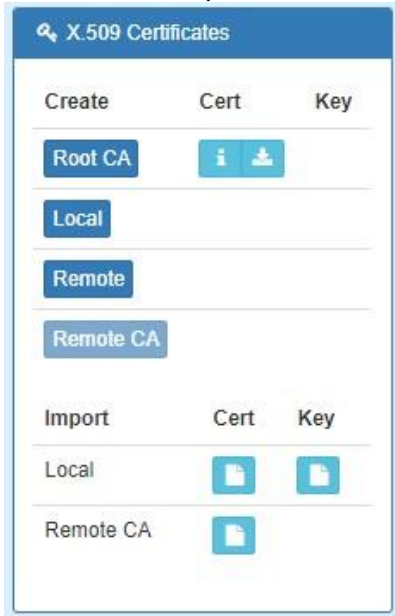 X.509 Certificates
Create Cert Key
Root CA
Local
Remote
Remote CA
Import Cert Key
Local
Remote CA